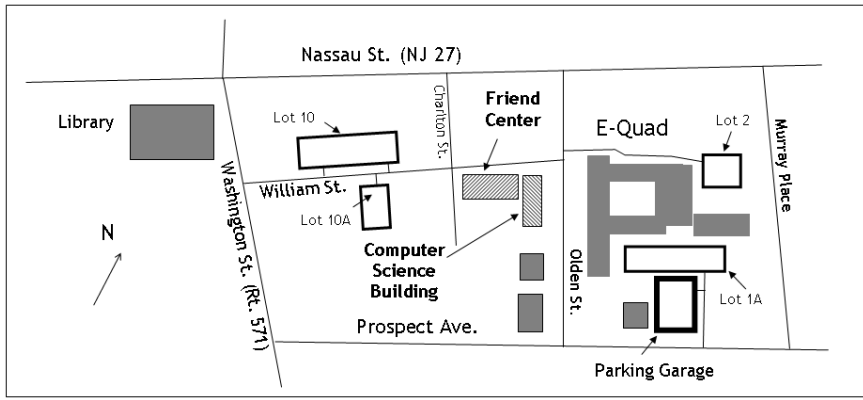 Nassau St. (NJ 27)
Charlton St.
Friend
Center
E-Quad
Lot 2
Library
Lot 10
Murray Place
Washington St. (Rt. 571)
William St.
Lot 10A
N
Computer
Science
Building
Olden St.
Lot 1A
Prospect Ave.
Parking Garage